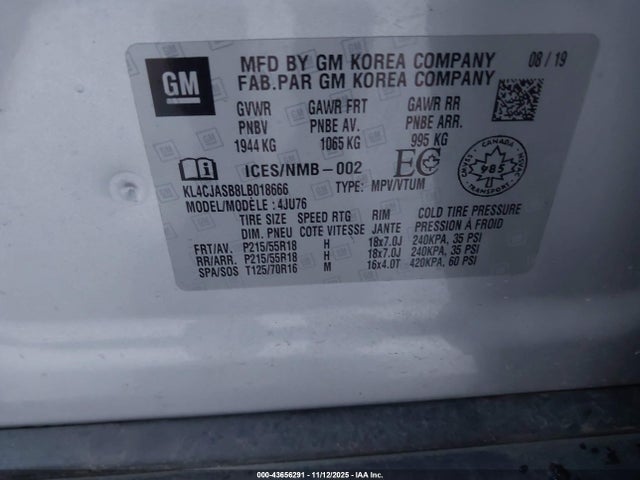 GM
MFD BY GM KOREA COMPANY 08/19
FAB.PAR GM KOREA COMPANY
GVWR GAWR FRT GAWR RR
PNBV PNBE AV. PNBE ARR.
1944 KG 1065 KG 995 KG
ICES/NMB-002 EC
CANADA
584
KL4CJASB8LB018666 TYPE: MPV/VTUM
MODEL/MODÈLE: 4JU76
TIRE SIZE SPEED RTG RIM COLD TIRE PRESSURE
DIM. PNEU COTE VITESSE JANTE PRESSION À FROID
FRT/AV. P215/55R18 H 18x7.0J 240KPA, 35 PSI
RR/ARR. P215/55R18 H 18x7.0J 240KPA, 35 PSI
SPA/SOS T125/70R16 M 16x4.0T 420KPA, 60 PSI
000-43656291 - 11/12/2025 - IAA Inc.